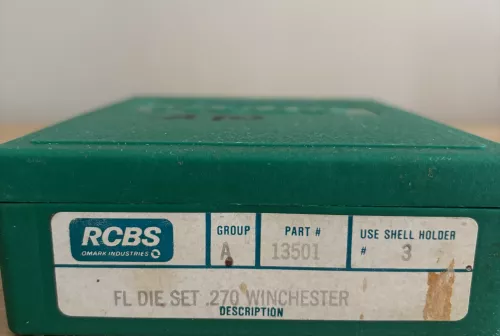 RCBS
OMARK INDUSTRIES
GROUP
A
PART #
13501
USE SHELL HOLDER
# 3
FL DIE SET .270 WINCHESTER
DESCRIPTION